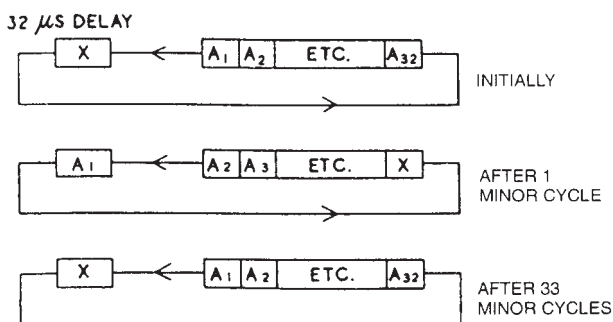 32 µS DELAY
X A₁ A₂ ETC. A₃₂
INITIALLY
A₁ A₂ A₃ ETC. X
AFTER 1
MINOR CYCLE
X A₁ A₂ ETC. A₃₂
AFTER 33
MINOR CYCLES